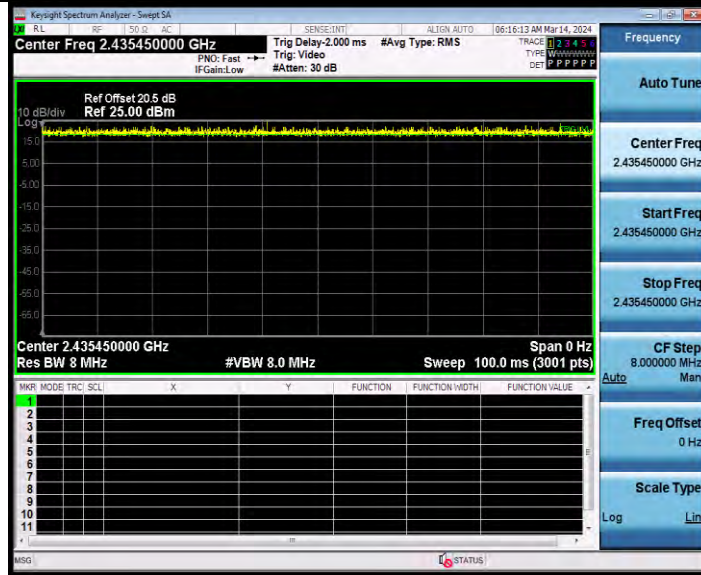 Keysight Spectrum Analyzer - Swept SA
RL RF 50 Ω AC SENSE:INT ALIGN AUTO 06:16:13 AM Mar 14, 2024
Center Freq 2.435450000 GHz
PNO: Fast
IFGain:Low
Trig Delay-2.000 ms
Trig: Video
#Atten: 30 dB
#Avg Type: RMS
TRACE 1 2 3 4 5 6
TYPE
DET P P P P P P
Ref Offset 20.5 dB
10 dB/div Ref 25.00 dBm
Log
15.0
5.00
-5.00
-15.0
-25.0
-35.0
-45.0
-55.0
-65.0
Center 2.435450000 GHz Span 0 Hz
Res BW 8 MHz #VBW 8.0 MHz Sweep 100.0 ms (3001 pts)
MKR MODE TRC SCL X Y FUNCTION FUNCTION WIDTH FUNCTION VALUE
1
2
3
4
5
6
7
8
9
10
11
MSG STATUS
Frequency
Auto Tune
Center Freq
2.435450000 GHz
Start Freq
2.435450000 GHz
Stop Freq
2.435450000 GHz
CF Step
8.000000 MHz
Auto Man
Freq Offset
0 Hz
Scale Type
Log Lin